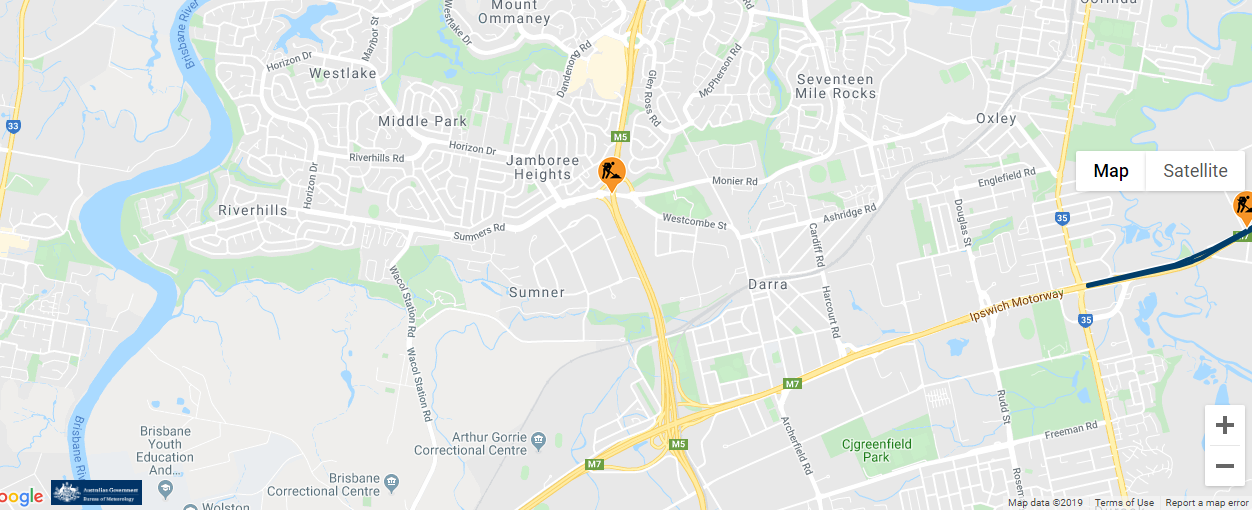 Mount
Ommaney
Brisbane River
Westlake Dr
Marbor St
Horizon Dr
Westlake
Dandenong Rd
Glen Ross Rd
McPherson Rd
Seventeen
Mile Rocks
33
Middle Park
Oxley
M5
Horizon Dr
Riverhills Rd
Jamboree
Heights
Map
Satellite
Horizon Dr
Monier Rd
Englefield Rd
Riverhills
Douglas St
Ashridge Rd
35
Westcombe St
Summers Rd
Cardiff Rd
M7
Wacol Station Rd
Darra
Sumner
Harcourt Rd
Ipswich Motorway
35
Wacol Station Rd
M7
Rudd St
Archerfield Rd
Brisbane River
Freeman Rd
Brisbane
Youth
Education
And...
Arthur Gorrie
Correctional Centre
M5
Cjgreenfield
Park
M7
Brisbane
Correctional Centre
Australian Government
Bureau of Meteorology
oogle
Wolston
Map data ©2019
Terms of Use
Report a map error